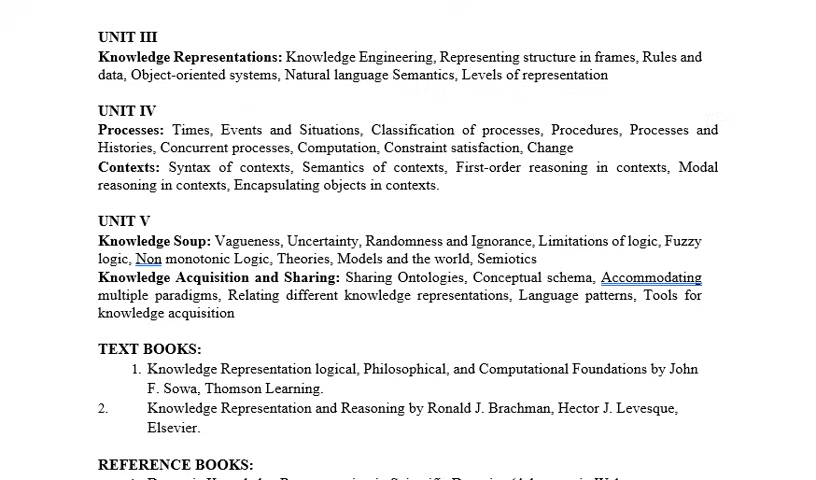 UNIT III
Knowledge Representations: Knowledge Engineering, Representing structure in frames, Rules and
data, Object-oriented systems, Natural language Semantics, Levels of representation
UNIT IV
Processes: Times, Events and Situations, Classification of processes, Procedures, Processes and
Histories, Concurrent processes, Computation, Constraint satisfaction, Change
Contexts: Syntax of contexts, Semantics of contexts, First-order reasoning in contexts, Modal
reasoning in contexts, Encapsulating objects in contexts.
UNIT V
Knowledge Soup: Vagueness, Uncertainty, Randomness and Ignorance, Limitations of logic, Fuzzy
logic, Non monotonic Logic, Theories, Models and the world, Semiotics
Knowledge Acquisition and Sharing: Sharing Ontologies, Conceptual schema, Accommodating
multiple paradigms, Relating different knowledge representations, Language patterns, Tools for
knowledge acquisition
TEXT BOOKS:
1. Knowledge Representation logical, Philosophical, and Computational Foundations by John
F. Sowa, Thomson Learning.
2. Knowledge Representation and Reasoning by Ronald J. Brachman, Hector J. Levesque,
Elsevier.
REFERENCE BOOKS: